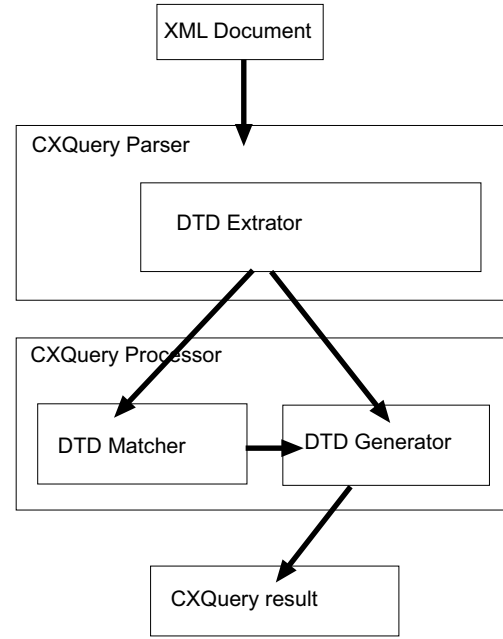 XML Document
CXQuery Parser
DTD Extrator
CXQuery Processor
DTD Matcher
DTD Generator
CXQuery result